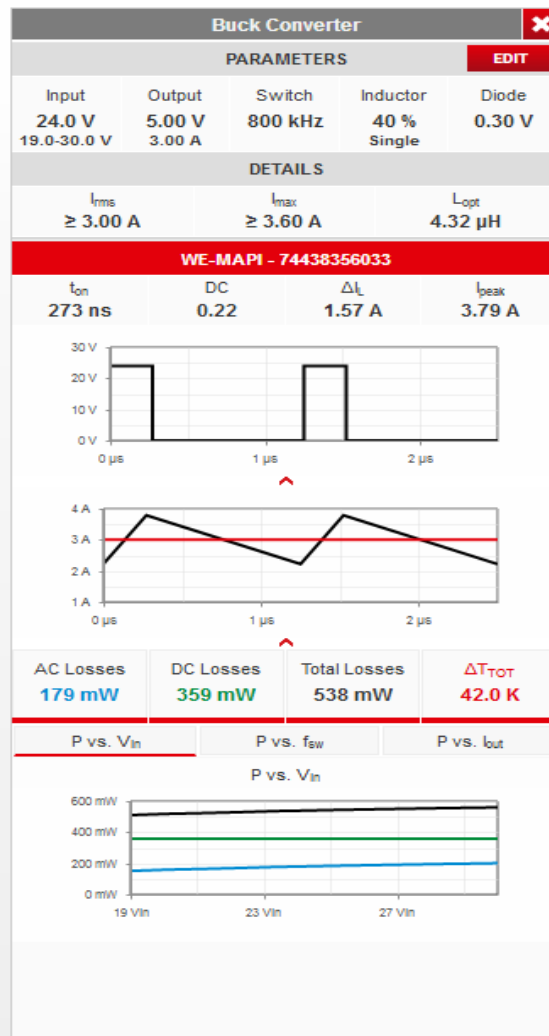 Buck Converter
PARAMETERS EDIT
Input Output Switch Inductor Diode
24.0 V 5.00 V 800 kHz 40 % 0.30 V
19.0-30.0 V 3.00 A Single
DETAILS
Irms Imax Lopt
≥ 3.00 A ≥ 3.60 A 4.32 µH
WE-MAPI - 74438356033
ton DC ΔIL Ipeak
273 ns 0.22 1.57 A 3.79 A
30 V
20 V
10 V
0 V
0 µs 1 µs 2 µs
4 A
3 A
2 A
1 A
0 µs 1 µs 2 µs
AC Losses DC Losses Total Losses ΔTTOT
179 mW 359 mW 538 mW 42.0 K
P vs. Vin P vs. fsw P vs. Iout
P vs. Vin
600 mW
400 mW
200 mW
0 mW
19 Vin 23 Vin 27 Vin